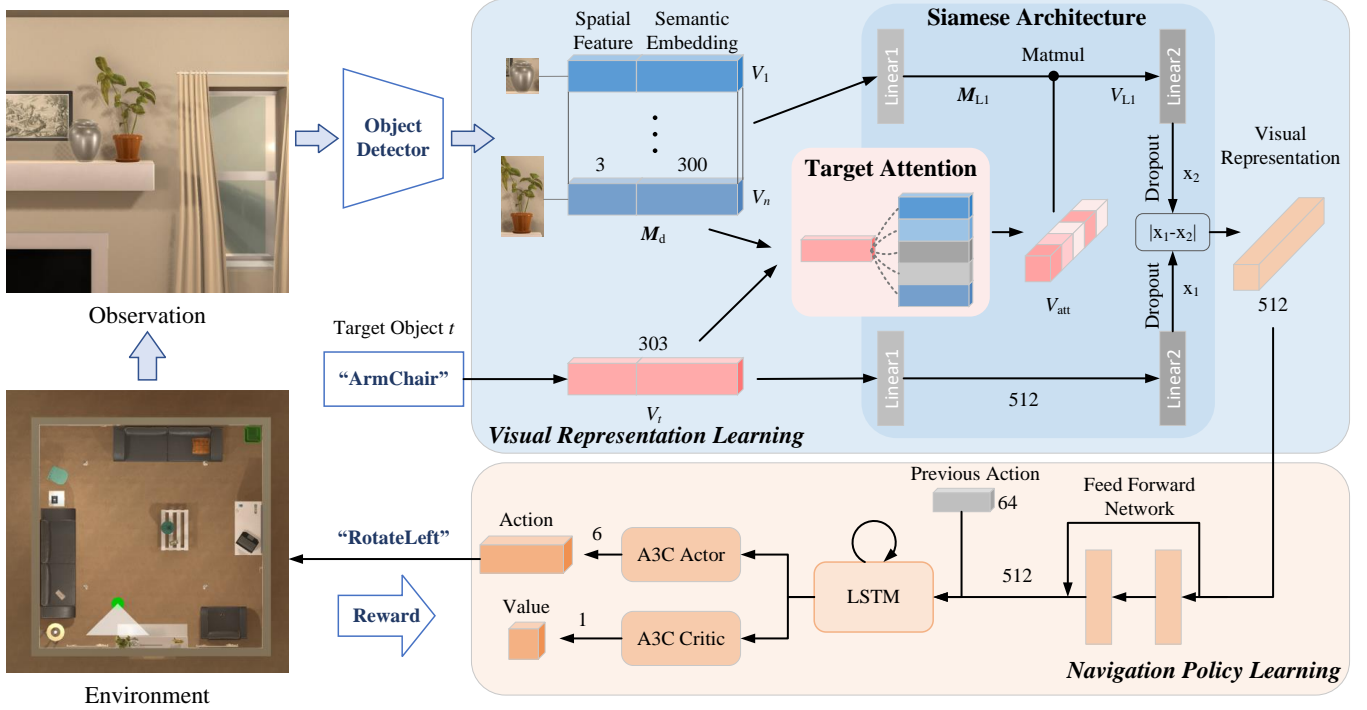 Siamese Architecture
Spatial
Feature
Semantic
Embedding
V1
Linear1
Matmul
ML1
VL1
Linear2
Object
Detector
3
300
Vn
Md
Target Attention
Dropout
x2
Visual
Representation
|x1-x2|
Vatt
Dropout
x1
512
Observation
Target Object t
“ArmChair”
303
Vt
Linear1
512
Linear2
Visual Representation Learning
Previous Action
64
Feed Forward
Network
“RotateLeft”
Action
6
A3C Actor
LSTM
512
Reward
Value
1
A3C Critic
Navigation Policy Learning
Environment